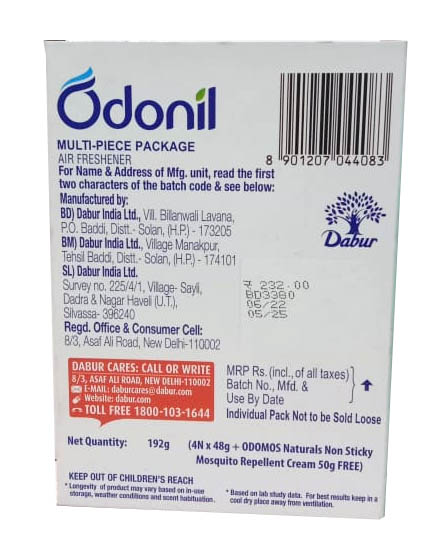 Odonil
MULTI-PIECE PACKAGE
AIR FRESHENER
For Name & Address of Mfg. unit, read the first
two characters of the batch code & see below:
Manufactured by:
BD) Dabur India Ltd., Vill. Billanwali Lavana,
P.O. Baddi, Distt.- Solan, (H.P.) - 173205
BM) Dabur India Ltd., Village Manakpur,
Tehsil Baddi, Distt.- Solan, (H.P.) - 174101
SL) Dabur India Ltd.
Survey no. 225/4/1, Village- Sayli,
Dadra & Nagar Haveli (U.T.),
Silvassa- 396240
Regd. Office & Consumer Cell:
8/3, Asaf Ali Road, New Delhi-110002
8 901207 044083
Dabur
₹ 232.00
BD3380
06/22
05/25
DABUR CARES: CALL OR WRITE
8/3, ASAF ALI ROAD, NEW DELHI-110002
E-MAIL: daburcares@dabur.com
Website: dabur.com
TOLL FREE 1800-103-1644
MRP Rs. (incl., of all taxes)
Batch No., Mfd. &
Use By Date
Individual Pack Not to be Sold Loose
Net Quantity: 192g (4N x 48g + ODOMOS Naturals Non Sticky
Mosquito Repellent Cream 50g FREE)
KEEP OUT OF CHILDREN'S REACH
* Longevity of product may vary based on in-use
storage, weather conditions and scent habituation.
* Based on lab study data. For best results keep in a
cool dry place away from ventilation.